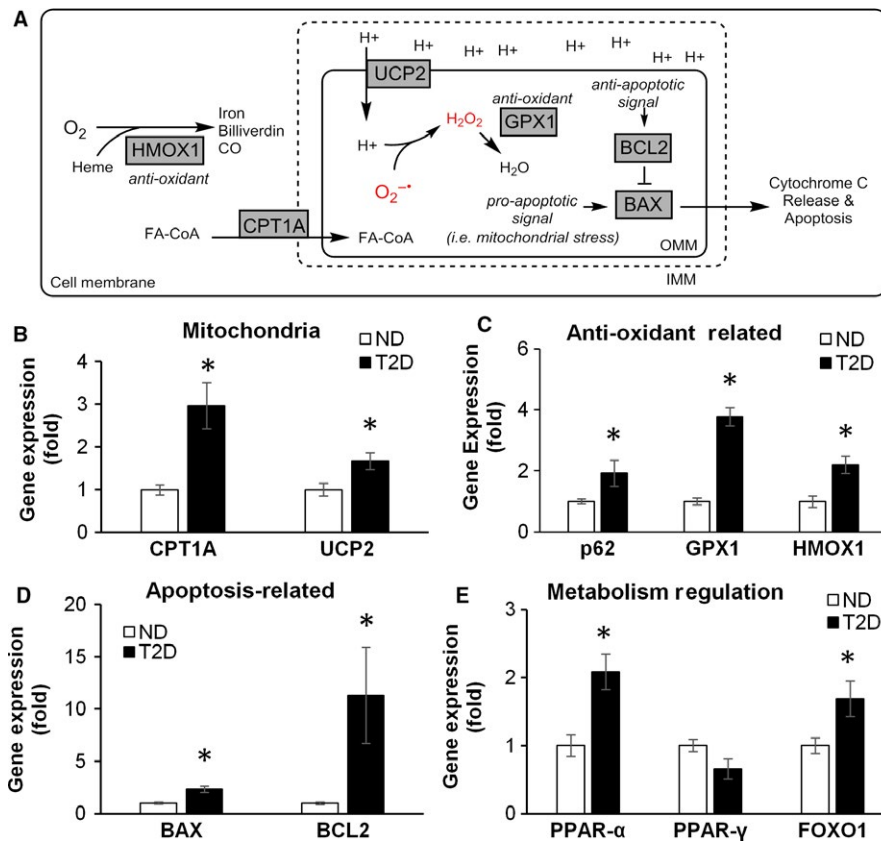 A
H+
H+
H+
H+
H+
H+
H+
H+
H+
UCP2
anti-oxidant
anti-apoptotic
signal
O2
Iron
Billiverdin
CO
Heme
HMOX1
anti-oxidant
H+
H2O2
GPX1
H2O
O2−•
BCL2
pro-apoptotic
signal
(i.e. mitochondrial stress)
BAX
Cytochrome C
Release &
Apoptosis
CPT1A
FA-CoA
FA-CoA
OMM
IMM
Cell membrane
B
Mitochondria
ND
T2D
Gene expression
(fold)
4
3
2
1
0
*
*
CPT1A
UCP2
C
Anti-oxidant related
ND
T2D
Gene Expression
(fold)
6
4
2
0
*
*
*
p62
GPX1
HMOX1
D
Apoptosis-related
ND
T2D
Gene expression
(fold)
20
15
10
5
0
*
*
BAX
BCL2
E
Metabolism regulation
ND
T2D
Gene expression
(fold)
3
2
1
0
*
*
PPAR-α
PPAR-γ
FOXO1